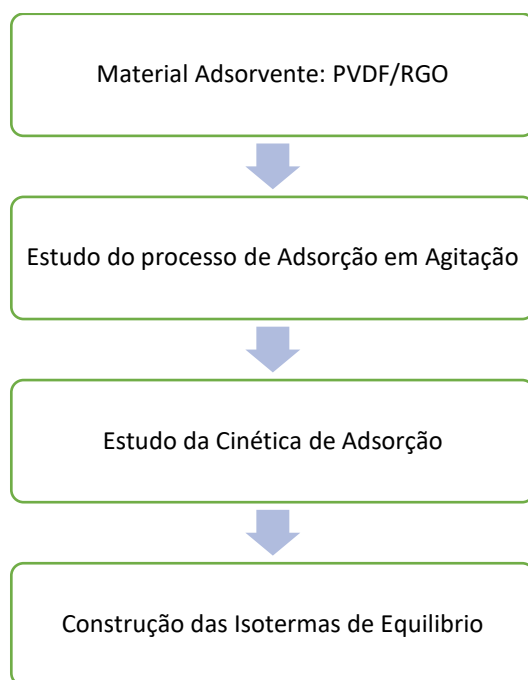 Material Adsorvente: PVDF/RGO
Estudo do processo de Adsorção em Agitação
Estudo da Cinética de Adsorção
Construção das Isotermas de Equilibrio